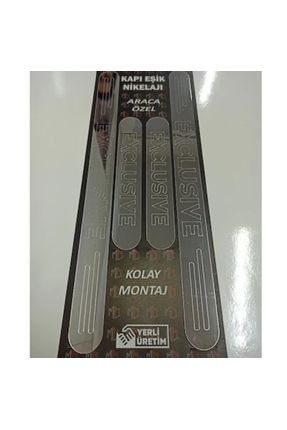 KAPI EŞİK
NİKELAJI
ARACA
ÖZEL
EXCLUSIVE
EXCLUSIVE
EXCLUSIVE
EXCLUSIVE
KOLAY
MONTAJ
YERLİ
ÜRETİM